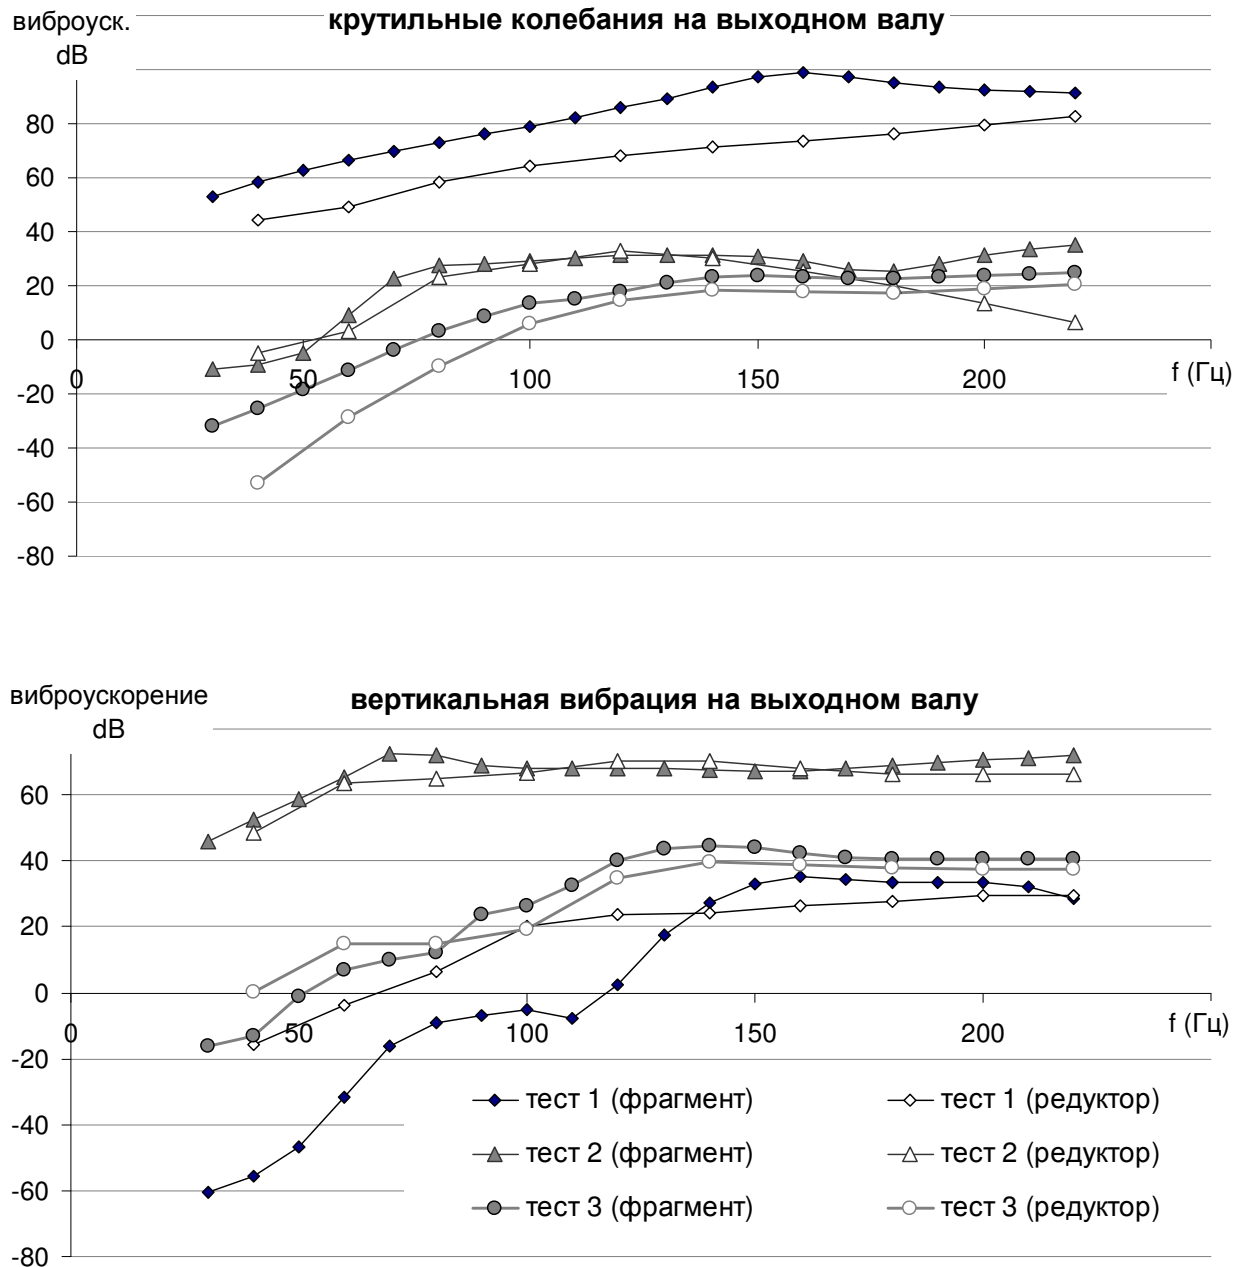 виброуск.
dB
крутильные колебания на выходном валу
80
60
40
20
0
-20
-40
-60
-80
0
50
100
150
200
f (Гц)
виброускорение
dB
вертикальная вибрация на выходном валу
60
40
20
0
-20
-40
-60
-80
0
50
100
150
200
f (Гц)
тест 1 (фрагмент)
тест 1 (редуктор)
тест 2 (фрагмент)
тест 2 (редуктор)
тест 3 (фрагмент)
тест 3 (редуктор)